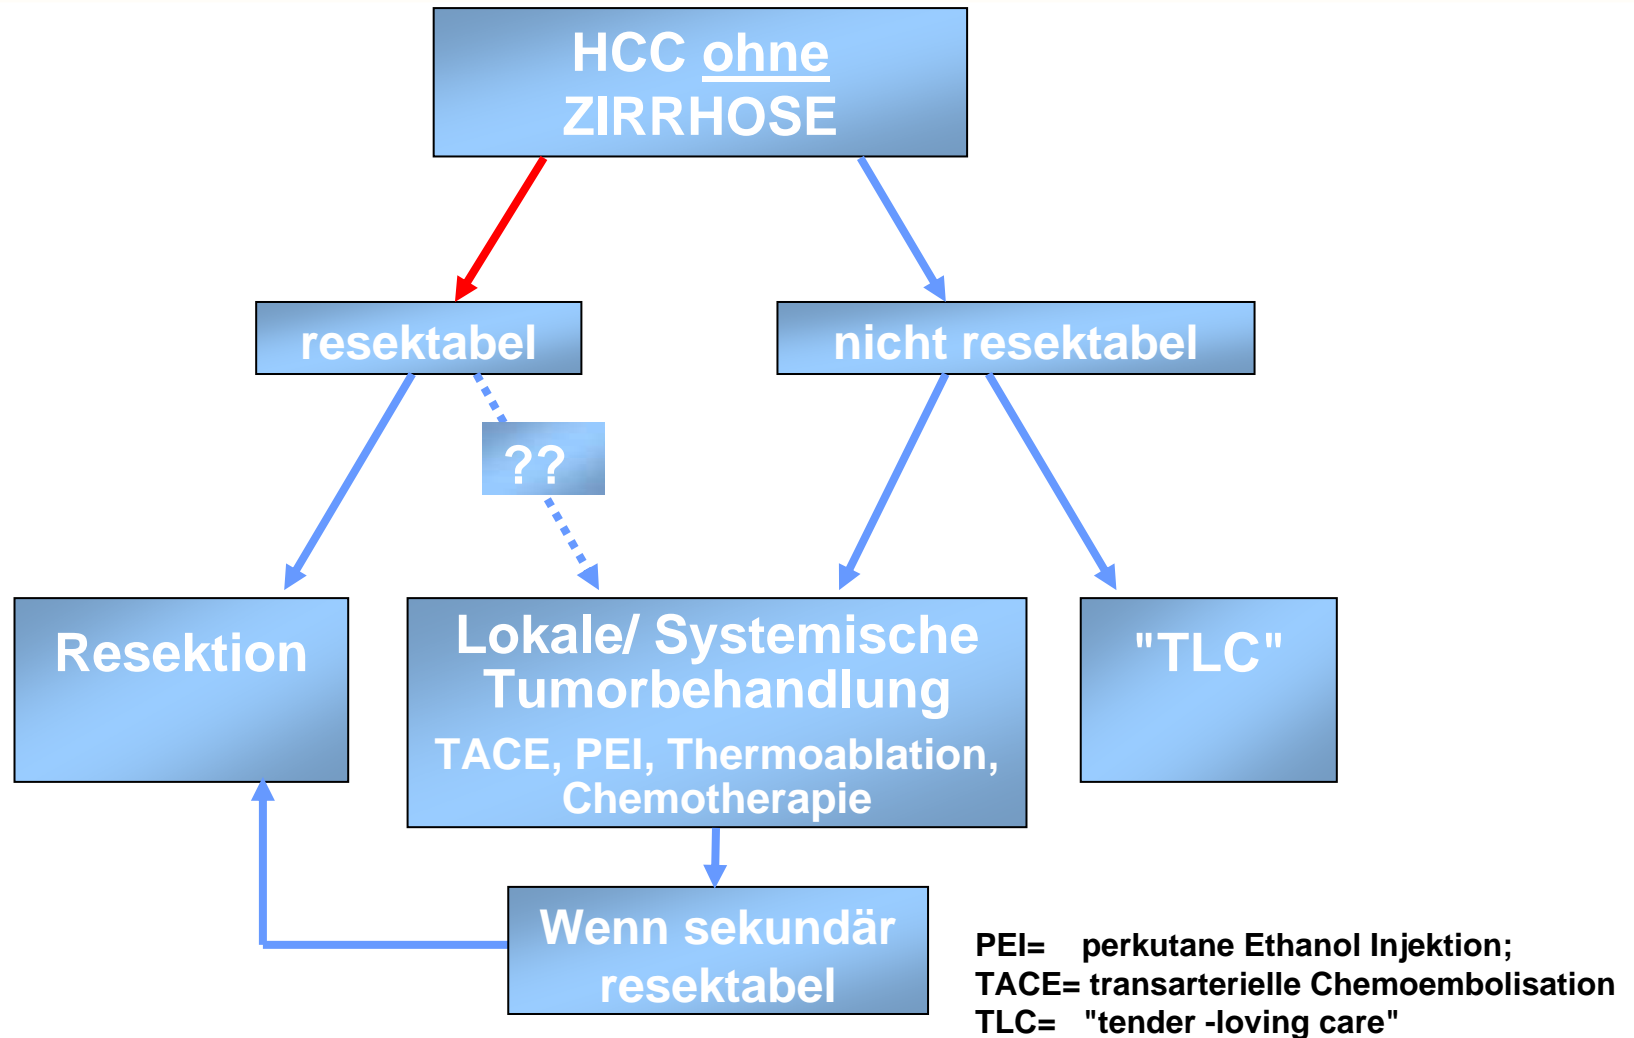 HCC ohne
ZIRRHOSE
resektabel
nicht resektabel
??
Resektion
Lokale/ Systemische
Tumorbehandlung
TACE, PEI, Thermoablation,
Chemotherapie
"TLC"
Wenn sekundär
resektabel
PEI= perkutane Ethanol Injektion;
TACE= transarterielle Chemoembolisation
TLC= "tender -loving care"